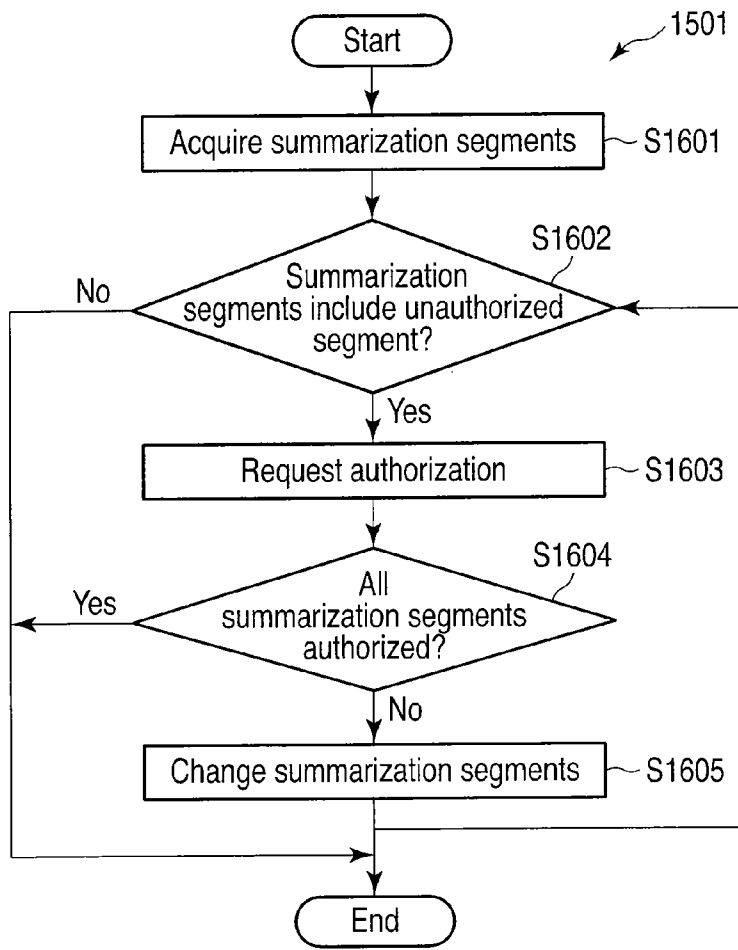 Start
1501
Acquire summarization segments
S1601
S1602
Summarization
segments include unauthorized
segment?
No
Yes
Request authorization
S1603
S1604
All
summarization segments
authorized?
Yes
No
Change summarization segments
S1605
End